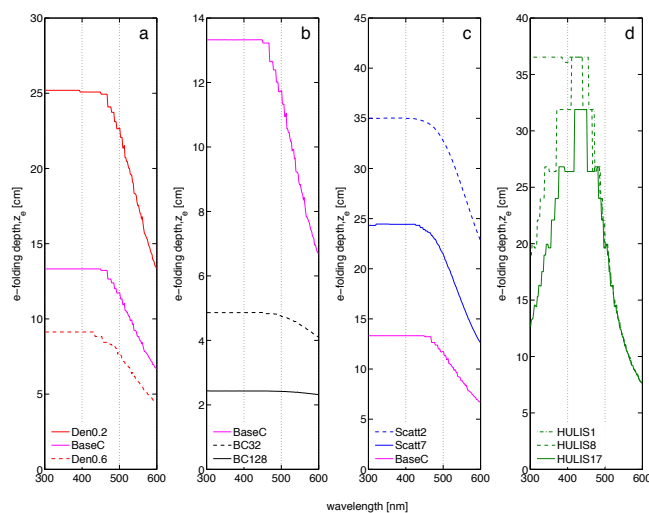 a
e−folding depth,z_e [cm]
30
25
20
15
10
5
0
Den0.2
BaseC
Den0.6
300 400 500 600
b
e−folding depth,z_e [cm]
14
12
10
8
6
4
2
0
BaseC
BC32
BC128
300 400 500 600
c
e−folding depth,z_e [cm]
45
40
35
30
25
20
15
10
5
0
Scatt2
Scatt7
BaseC
300 400 500 600
d
e−folding depth,z_e [cm]
40
35
30
25
20
15
10
5
0
HULIS1
HULIS8
HULIS17
300 400 500 600
wavelength [nm]